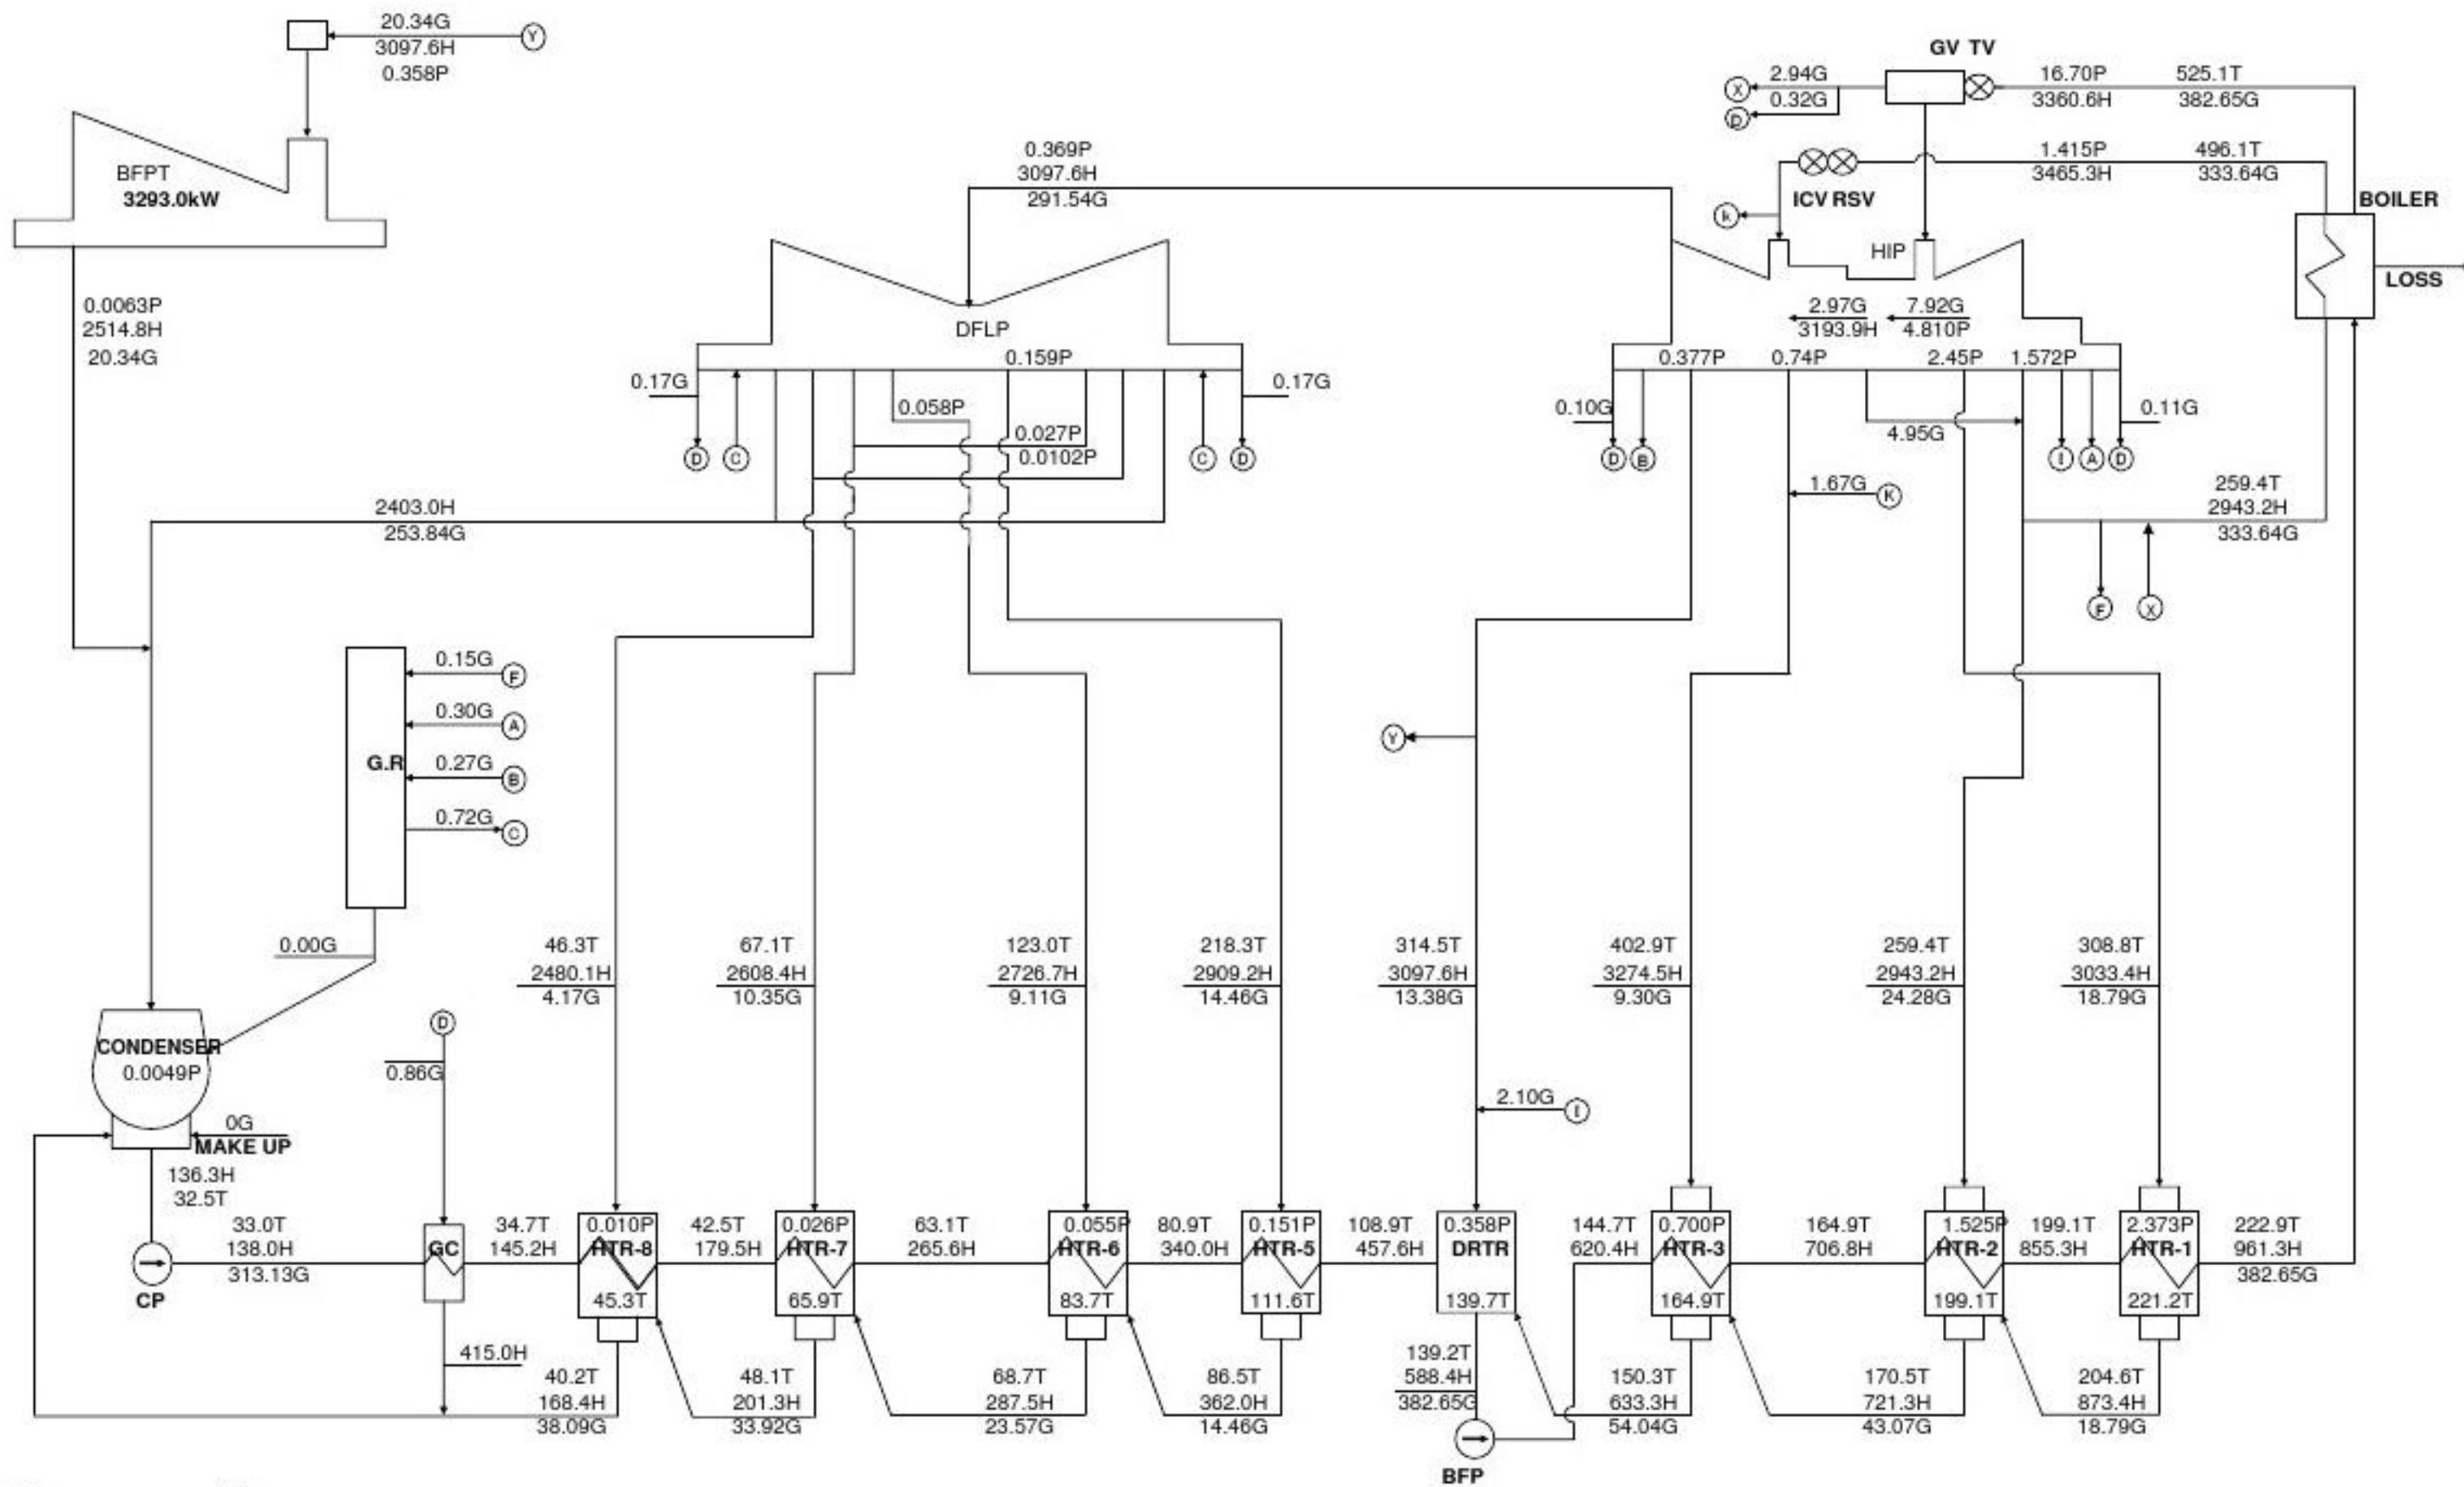 20.34G
3097.6H
0.358P
Y
BFPT
3293.0kW
0.0063P
2514.8H
20.34G
0.369P
3097.6H
291.54G
GV TV
2.94G
X
0.32G
D
16.70P
525.1T
3360.6H
382.65G
1.415P
496.1T
3465.3H
333.64G
ICV RSV
k
BOILER
LOSS
HIP
2.97G
7.92G
3193.9H
4.810P
DFLP
0.159P
0.377P
0.74P
2.45P
1.572P
0.17G
0.17G
0.058P
0.027P
0.0102P
D
C
C
D
0.10G
0.11G
4.95G
D
B
I
A
D
1.67G
K
259.4T
2943.2H
333.64G
F
X
2403.0H
253.84G
0.15G
F
0.30G
A
G.R
0.27G
B
0.72G
C
0.00G
Y
46.3T
2480.1H
4.17G
67.1T
2608.4H
10.35G
123.0T
2726.7H
9.11G
218.3T
2909.2H
14.46G
314.5T
3097.6H
13.38G
402.9T
3274.5H
9.30G
259.4T
2943.2H
24.28G
308.8T
3033.4H
18.79G
D
0.86G
2.10G
I
CONDENSER
0.0049P
0G
MAKE UP
136.3H
32.5T
33.0T
138.0H
313.13G
CP
GC
34.7T
145.2H
0.010P
HTR-8
45.3T
42.5T
179.5H
0.026P
HTR-7
65.9T
63.1T
265.6H
0.055P
HTR-6
83.7T
80.9T
340.0H
0.151P
HTR-5
111.6T
108.9T
457.6H
0.358P
DRTR
139.7T
144.7T
620.4H
0.700P
HTR-3
164.9T
164.9T
706.8H
1.525P
HTR-2
199.1T
199.1T
855.3H
2.373P
HTR-1
221.2T
222.9T
961.3H
382.65G
415.0H
40.2T
168.4H
38.09G
48.1T
201.3H
33.92G
68.7T
287.5H
23.57G
86.5T
362.0H
14.46G
139.2T
588.4H
382.65G
BFP
150.3T
633.3H
54.04G
170.5T
721.3H
43.07G
204.6T
873.4H
18.79G